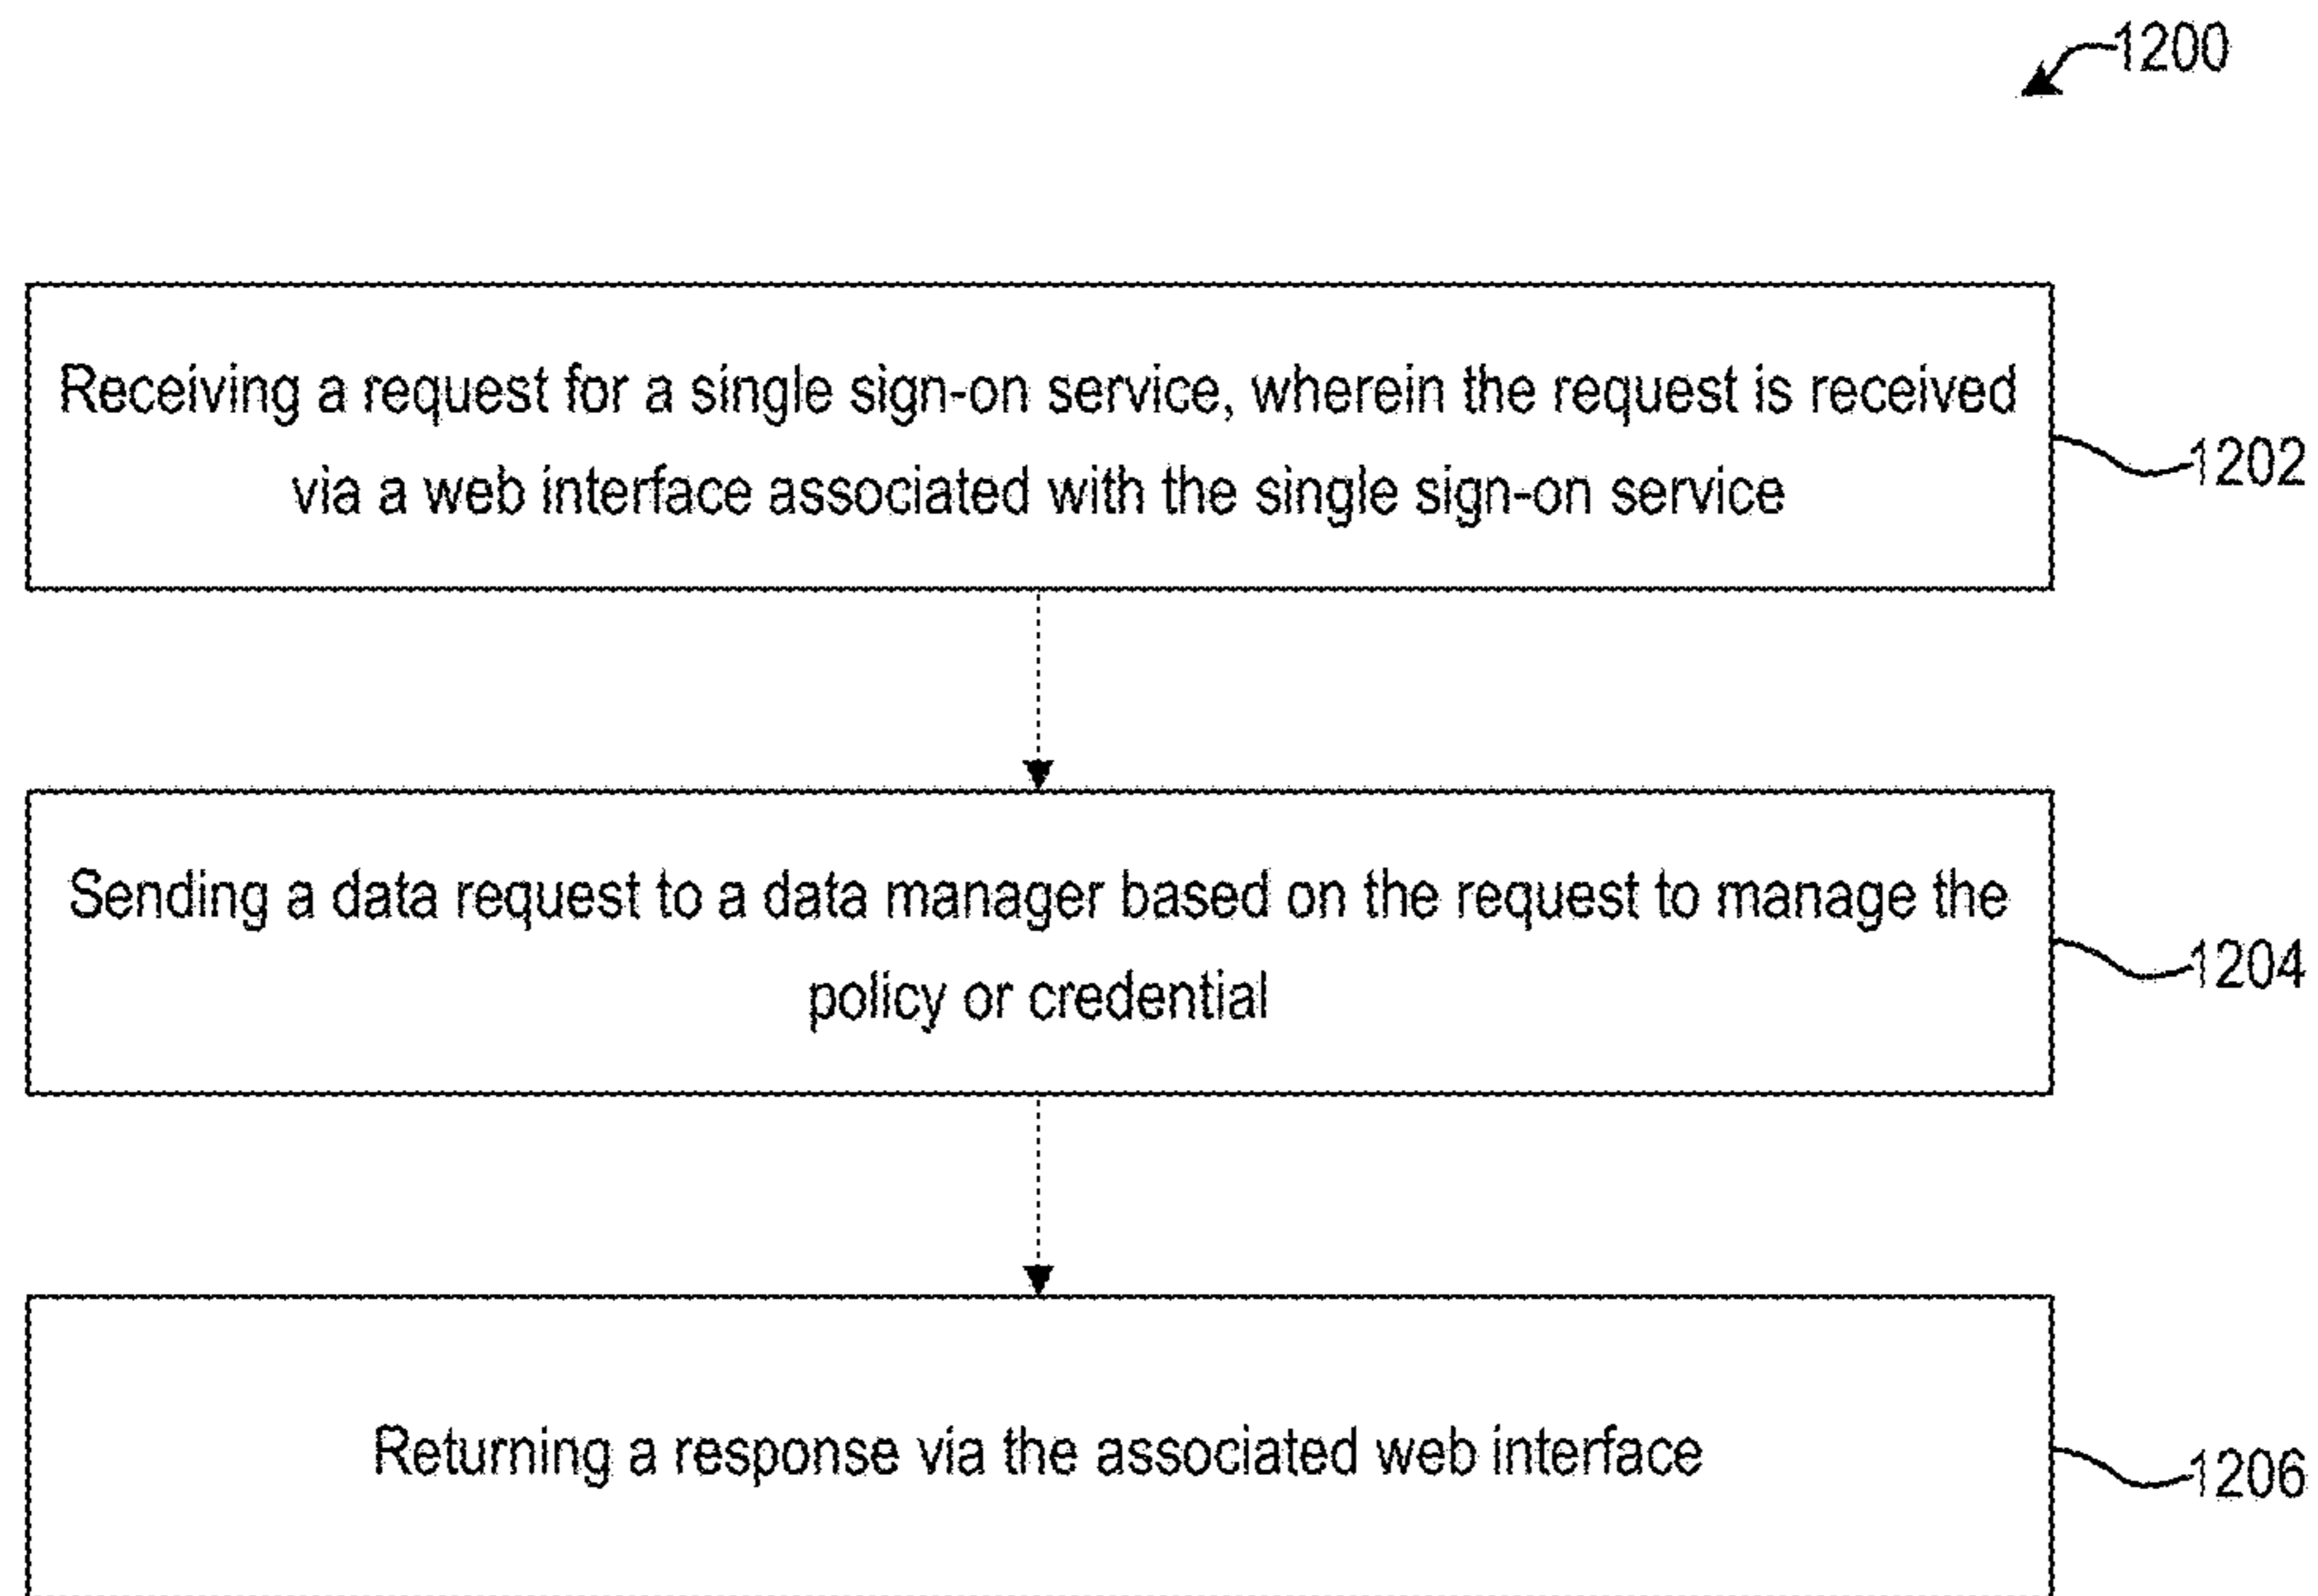 1200
Receiving a request for a single sign-on service, wherein the request is received
via a web interface associated with the single sign-on service
1202
Sending a data request to a data manager based on the request to manage the
policy or credential
1204
Returning a response via the associated web interface
1206